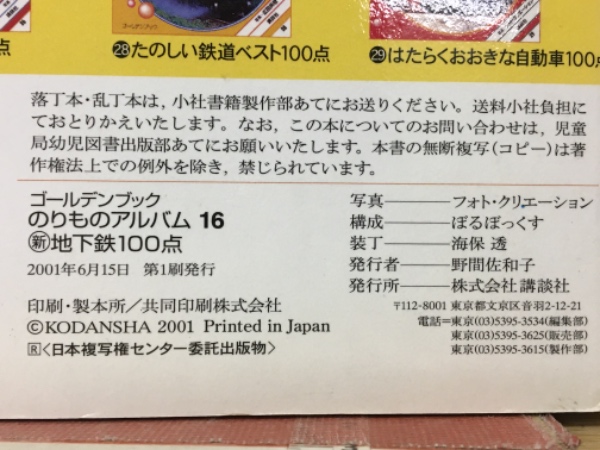 点
ゴールデンブック
㉘たのしい鉄道ベスト100点
㉙はたらくおおきな自動車100点
落丁本・乱丁本は,小社書籍製作部あてにお送りください。送料小社負担に
ておとりかえいたします。なお,この本についてのお問い合わせは,児童
局幼児図書出版部あてにお願いいたします。本書の無断複写(コピー)は著
作権法上での例外を除き,禁じられています。
ゴールデンブック
のりものアルバム 16
㊟地下鉄100点
2001年6月15日 第1刷発行
印刷・製本所/共同印刷株式会社
©KODANSHA 2001 Printed in Japan
R〈日本複写権センター委託出版物〉
写真――フォト・クリエーション
構成――ぽるぼっくす
装丁――海保 透
発行者――野間佐和子
発行所――株式会社 講談社
〒112-8001 東京都文京区音羽2-12-21
電話=東京(03)5395-3534(編集部)
東京(03)5395-3625(販売部)
東京(03)5395-3615(製作部)